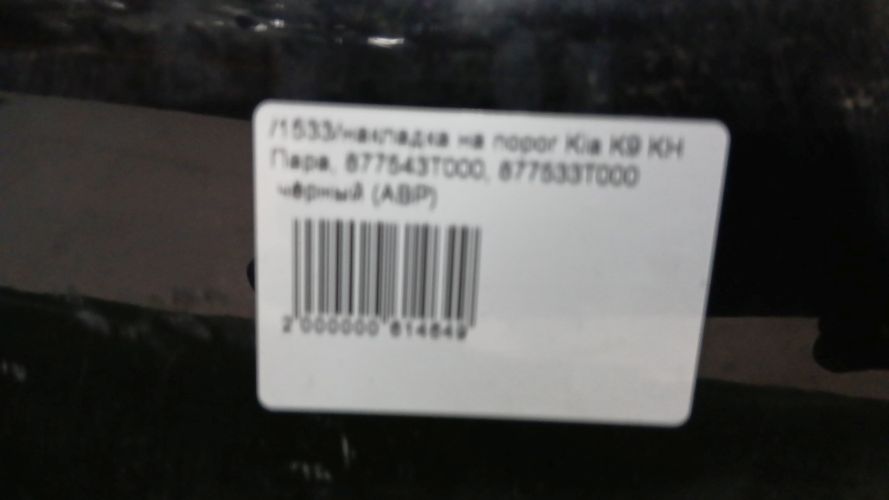 /1533/накладка на порог Kia K9 KH
Пара, 877543T000, 877533T000
чёрный (ABP)
2 000000 614649